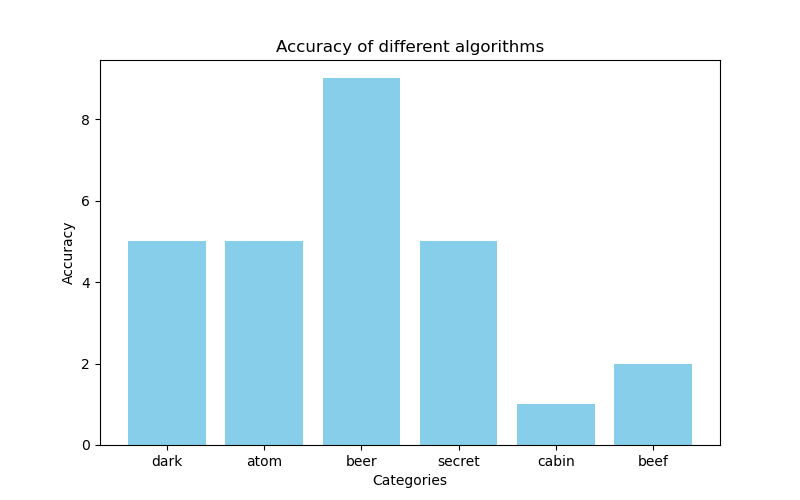 Accuracy of different algorithms
Accuracy
8
6
4
2
0
dark atom beer secret cabin beef
Categories